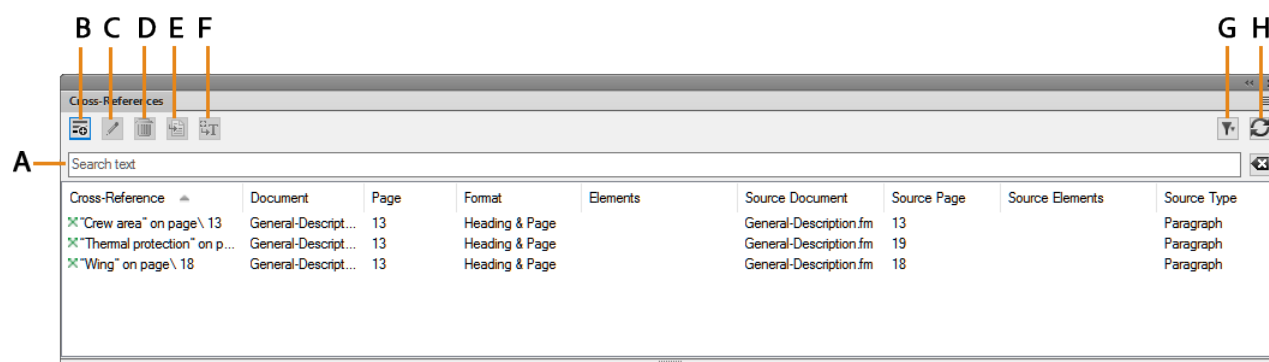 B C D E F G H
Cross-References
A
Search text
Cross-Reference Document Page Format Elements Source Document Source Page Source Elements Source Type
"Crew area" on page\ 13 General-Descript... 13 Heading & Page General-Description.fm 13 Paragraph
"Thermal protection" on p... General-Descript... 13 Heading & Page General-Description.fm 19 Paragraph
"Wing" on page\ 18 General-Descript... 13 Heading & Page General-Description.fm 18 Paragraph